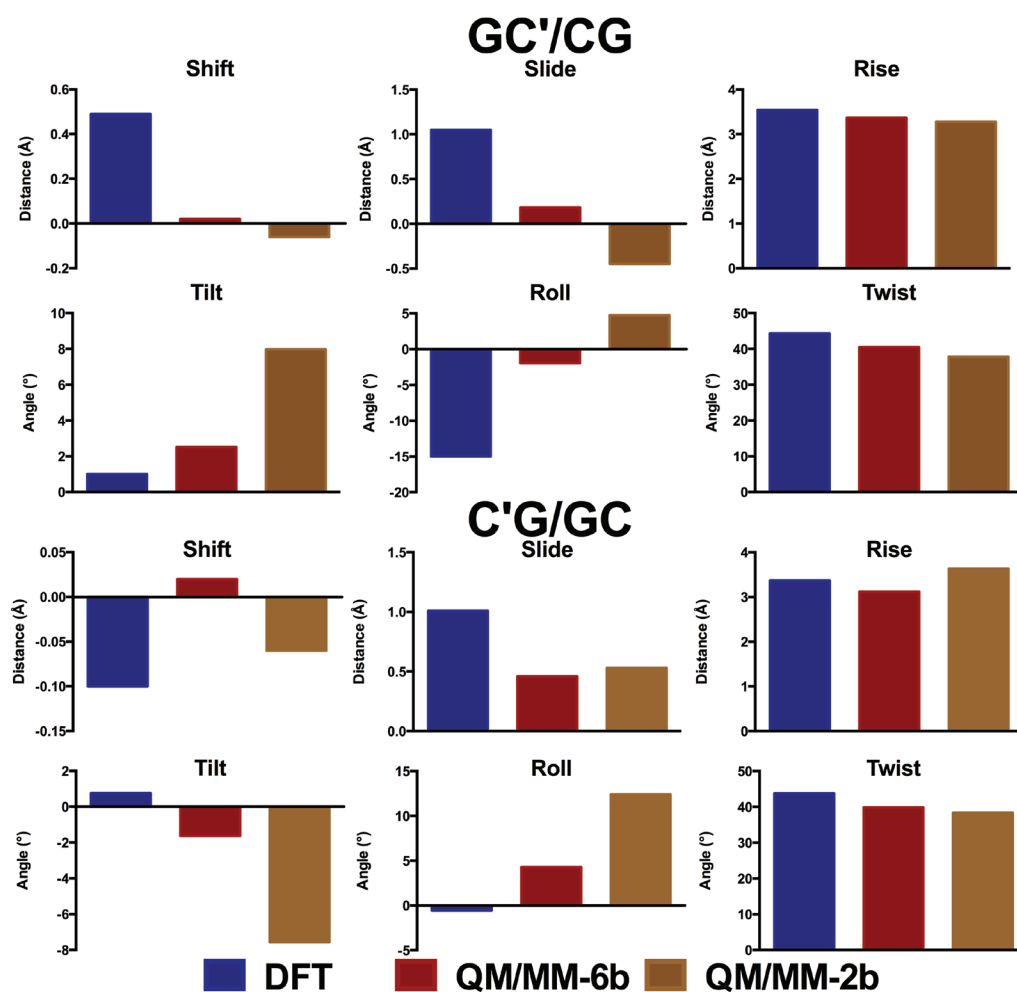 GC'/CG
Shift
Slide
Rise
Distance (Å)
0.6
0.4
0.2
0.0
-0.2
Distance (Å)
1.0
0.5
0.0
-0.5
Distance (Å)
4
3
2
1
0
Tilt
Roll
Twist
Angle (°)
10
8
6
4
2
0
Angle (°)
5
0
-5
-10
-15
-20
Angle (°)
50
40
30
20
10
0
C'G/GC
Shift
Slide
Rise
Distance (Å)
0.05
0.00
-0.05
-0.10
-0.15
Distance (Å)
1.5
1.0
0.5
0.0
Distance (Å)
4
3
2
1
0
Tilt
Roll
Twist
Angle (°)
2
0
-2
-4
-6
-8
Angle (°)
15
10
5
0
-5
Angle (°)
50
40
30
20
10
0
DFT QM/MM-6b QM/MM-2b